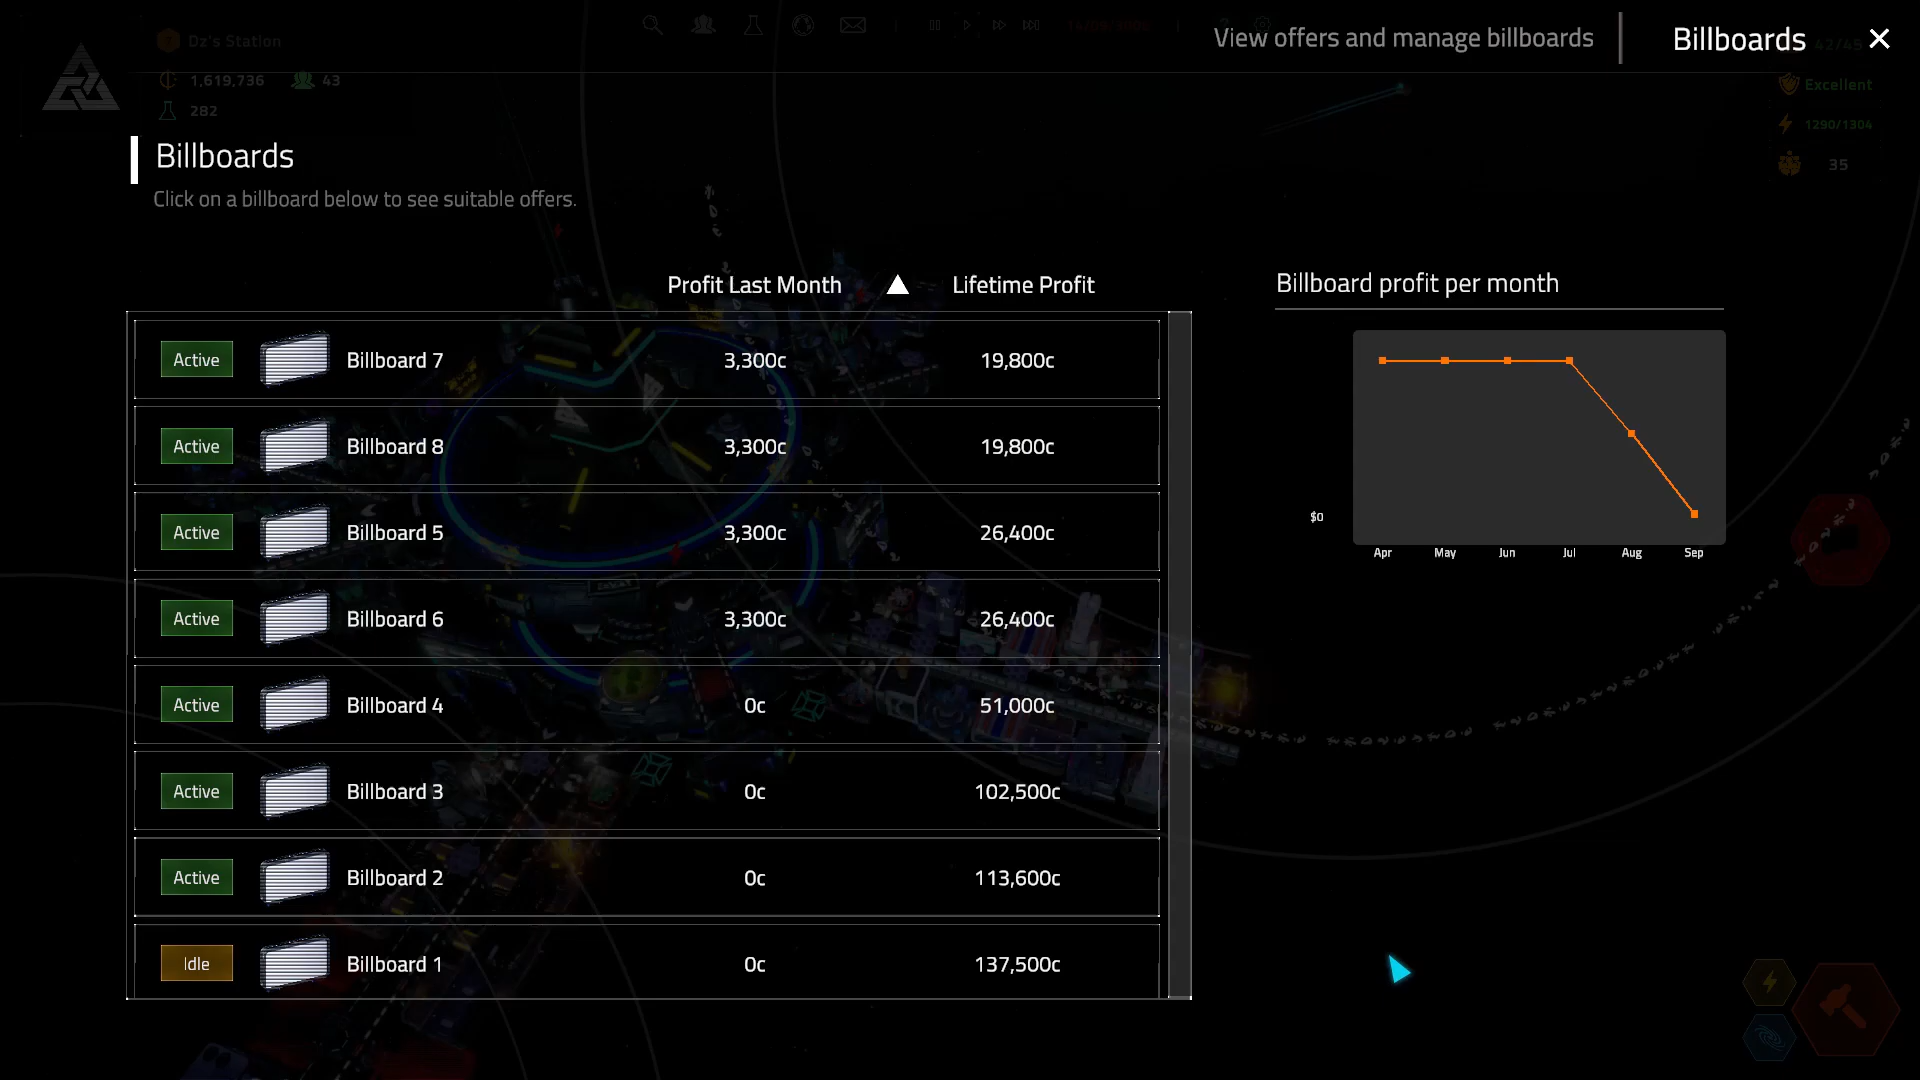 Dz's Station
1,619,736
43
282
View offers and manage billboards
Billboards
42/45
Excellent
1290/1304
35
Billboards
Click on a billboard below to see suitable offers.
Profit Last Month
Lifetime Profit
Active
Billboard 7
3,300c
19,800c
Active
Billboard 8
3,300c
19,800c
Active
Billboard 5
3,300c
26,400c
Active
Billboard 6
3,300c
26,400c
Active
Billboard 4
0c
51,000c
Active
Billboard 3
0c
102,500c
Active
Billboard 2
0c
113,600c
Idle
Billboard 1
0c
137,500c
Billboard profit per month
$0
Apr
May
Jun
Jul
Aug
Sep